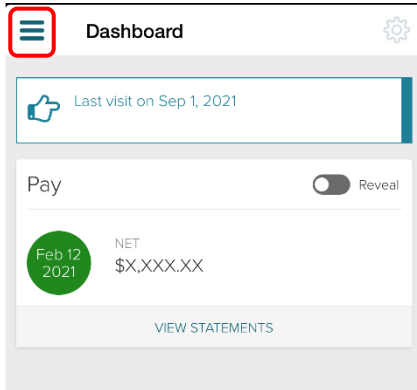 Dashboard
Last visit on Sep 1, 2021
Pay
Reveal
Feb 12
2021
NET
$X,XXX.XX
VIEW STATEMENTS